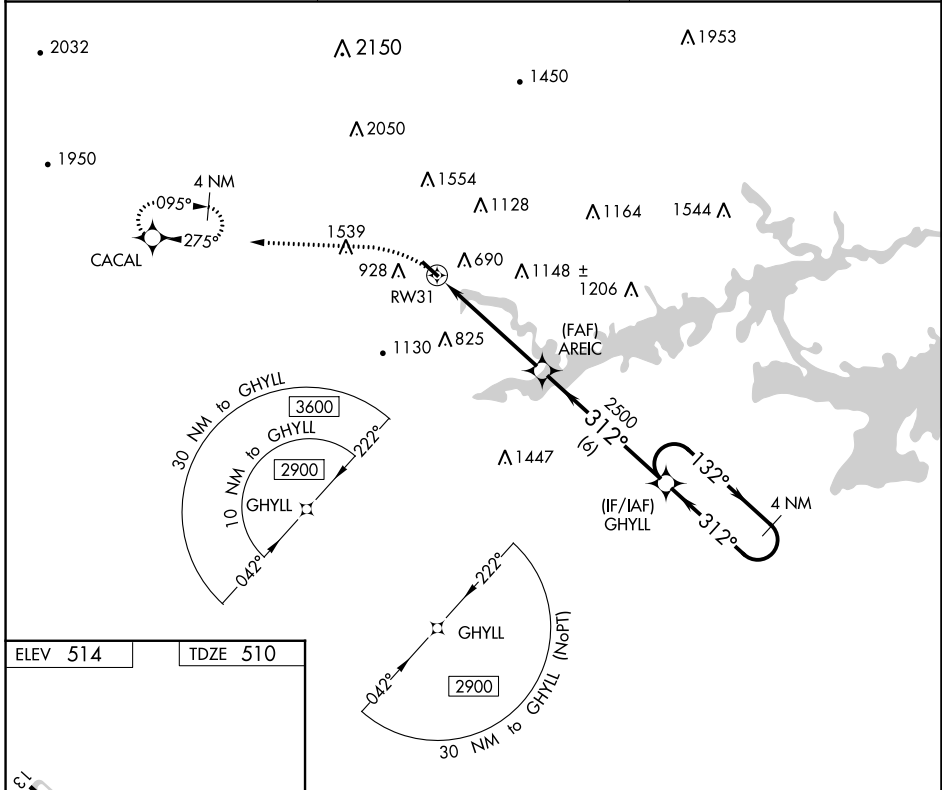 2032
2150
1953
1450
2050
1950
4 NM
1554
095°
1128
1164
1544
275°
1539
CACAL
690
928
1148 ±
RW31
1206
(FAF)
AREIC
825
1130
30 NM to GHYLL
3600
2500
312°
(6)
10 NM to GHYLL
222°
2900
1447
132°
GHYLL
(IF/IAF)
GHYLL
4 NM
312°
042°
222°
GHYLL
ELEV 514
TDZE 510
042°
2900
30 NM to GHYLL (NoPT)
13